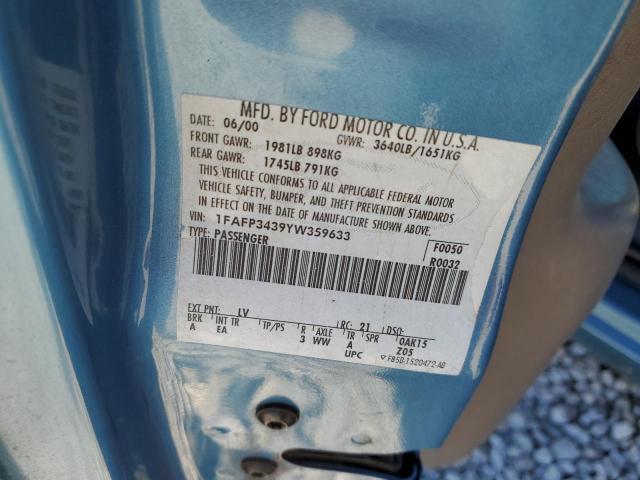 MFD. BY FORD MOTOR CO. IN U.S.A.
DATE: 06/00 GVWR: 3640LB/1651KG
FRONT GAWR: 1981LB 898KG
REAR GAWR: 1745LB 791KG
THIS VEHICLE CONFORMS TO ALL APPLICABLE FEDERAL MOTOR
VEHICLE SAFETY, BUMPER, AND THEFT PREVENTION STANDARDS
IN EFFECT ON THE DATE OF MANUFACTURE SHOWN ABOVE.
VIN: 1FAFP3439YW359633
TYPE: PASSENGER
F0050
R0032
EXT PNT: LV RC: 21 DSO:
BRK INT TR TP/PS R AXLE TR SPR 0AK15
A EA 3 WW A Z05
UPC F85B-1520472-AB